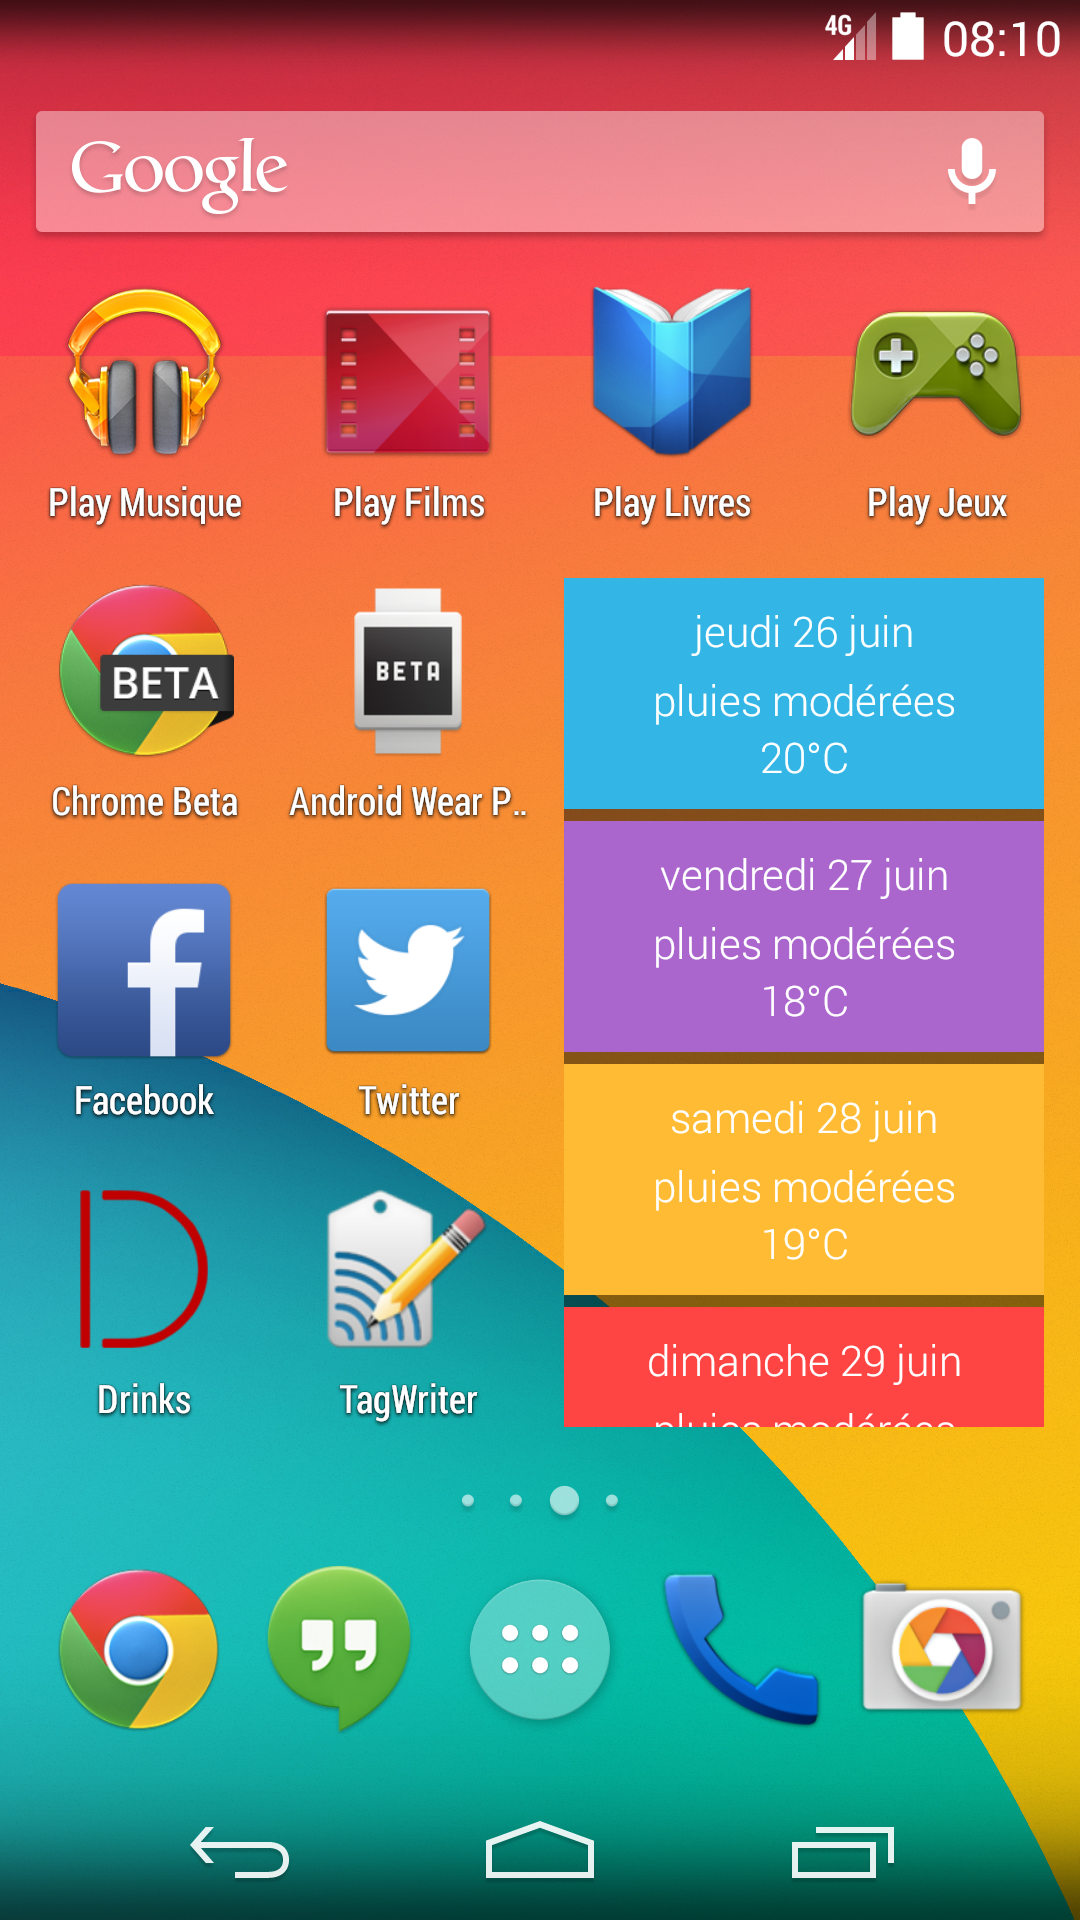 4G 08:10
Google
Play Musique Play Films Play Livres Play Jeux
BETA
BETA
Chrome Beta Android Wear P..
jeudi 26 juin
pluies modérées
20°C
vendredi 27 juin
pluies modérées
18°C
Facebook Twitter
samedi 28 juin
pluies modérées
19°C
Drinks TagWriter
dimanche 29 juin
pluies modérées